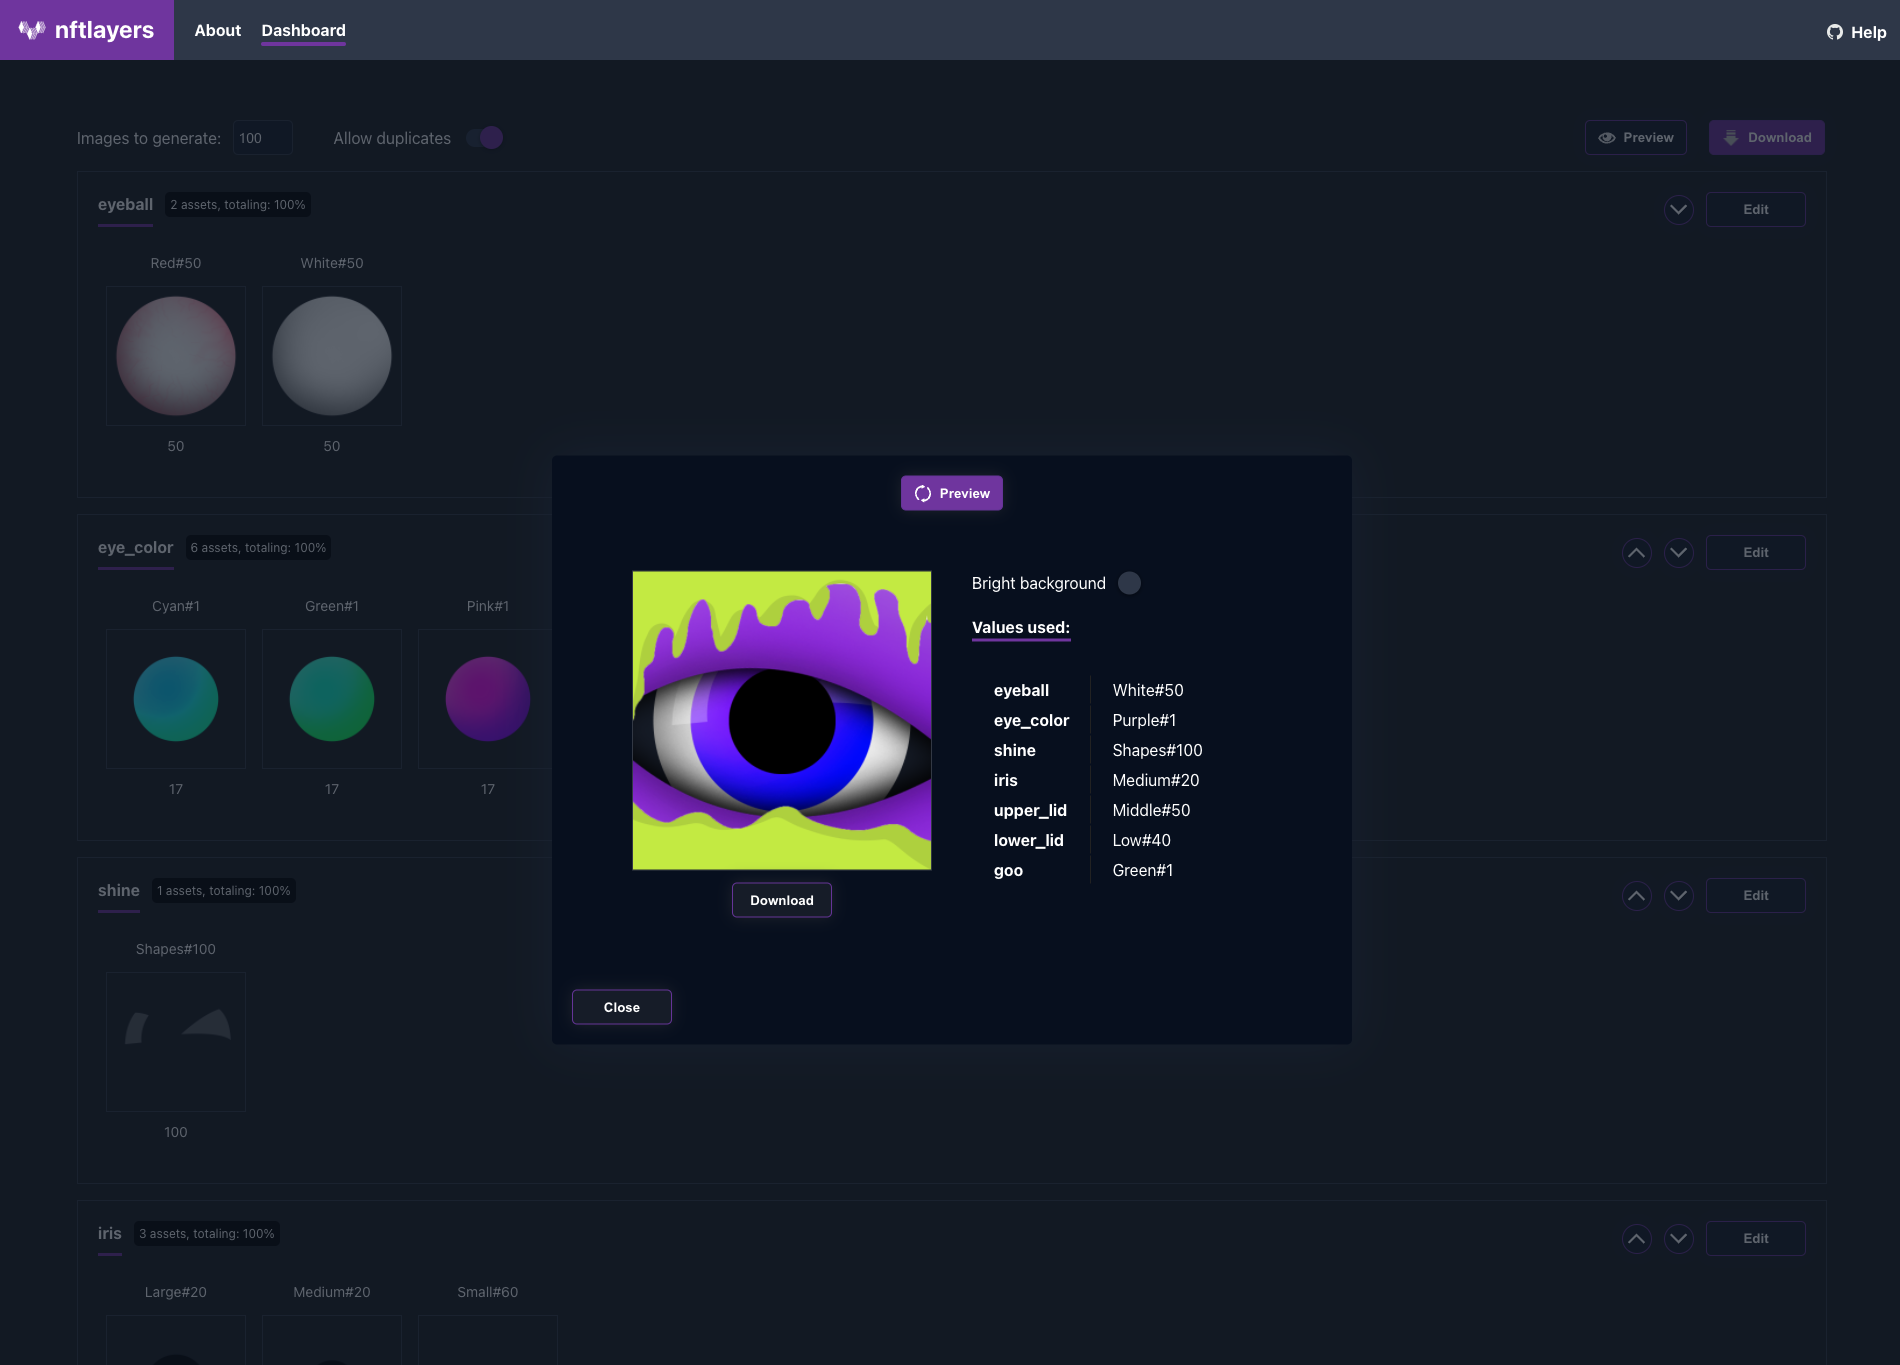 nftlayers About Dashboard Help
Images to generate: 100 Allow duplicates Preview Download
eyeball 2 assets, totaling: 100% Edit
Red#50 White#50
50 50
eye_color 6 assets, totaling: 100% Edit
Cyan#1 Green#1 Pink#1
17 17 17
shine 1 assets, totaling: 100% Edit
Shapes#100
100
iris 3 assets, totaling: 100% Edit
Large#20 Medium#20 Small#60
Preview
Bright background
Values used:
eyeball White#50
eye_color Purple#1
shine Shapes#100
iris Medium#20
upper_lid Middle#50
lower_lid Low#40
goo Green#1
Download
Close